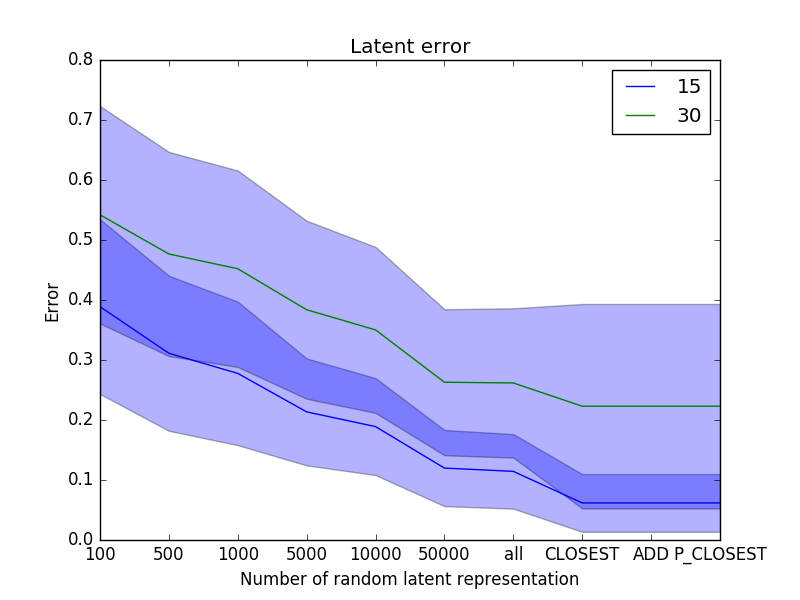 Latent error
15
30
0.8
0.7
0.6
0.5
0.4
0.3
0.2
0.1
0.0
Error
100 500 1000 5000 10000 50000 all CLOSEST ADD P_CLOSEST
Number of random latent representation